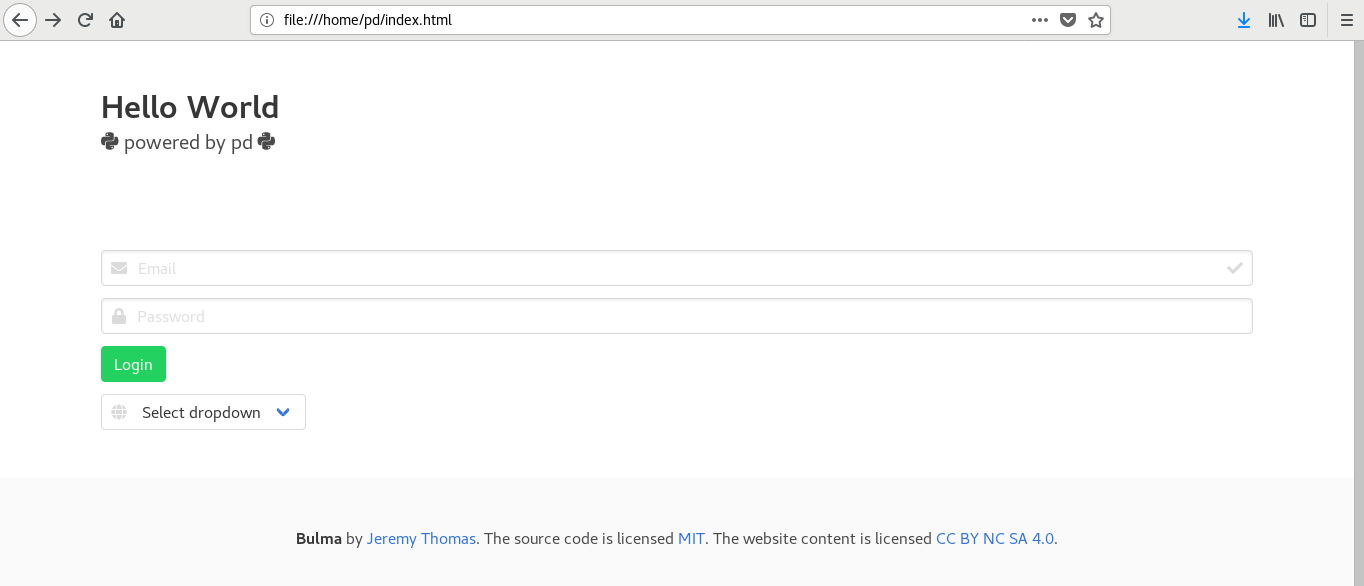 file:///home/pd/index.html
Hello World
powered by pd
Email
Password
Login
Select dropdown
Bulma by Jeremy Thomas. The source code is licensed MIT. The website content is licensed CC BY NC SA 4.0.